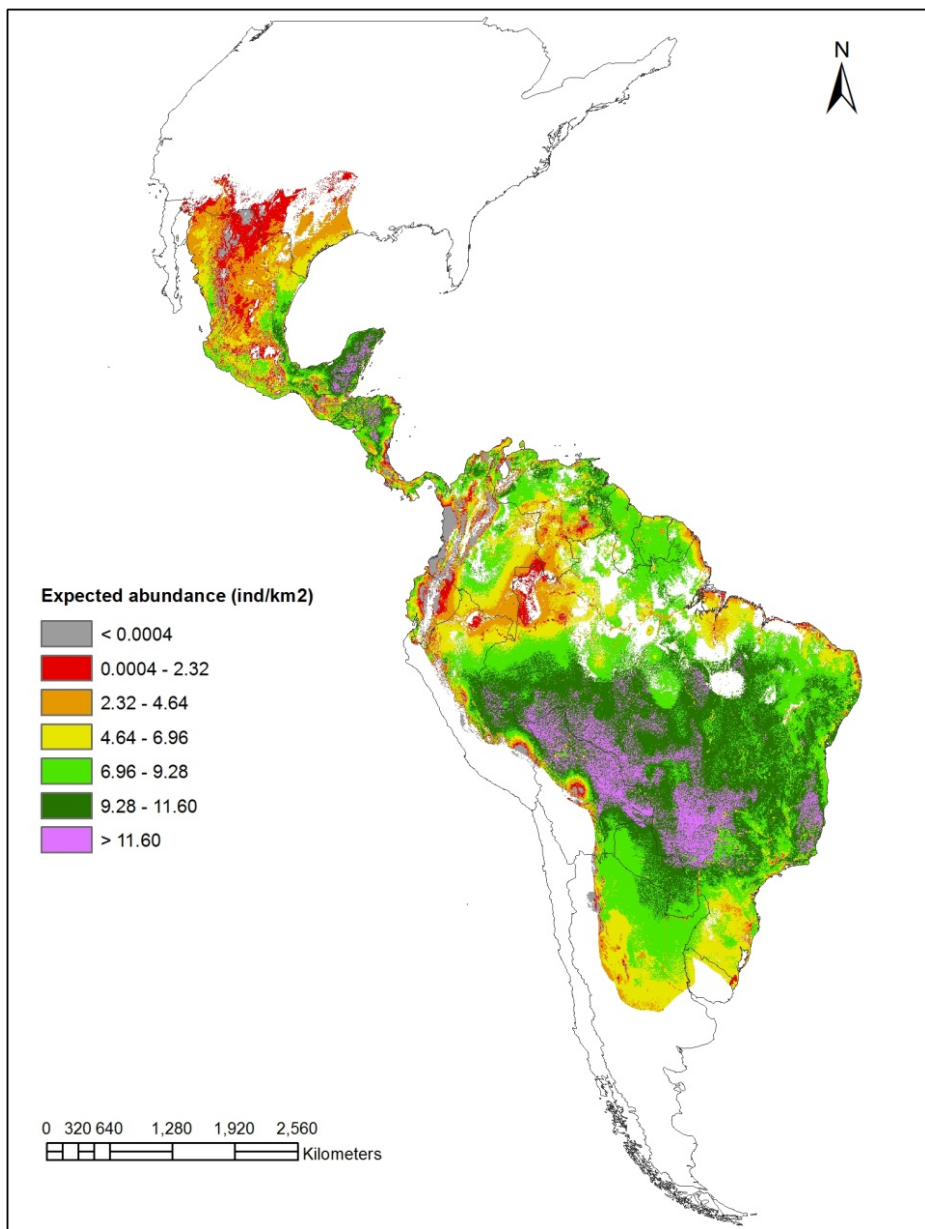 N
Expected abundance (ind/km2)
< 0.0004
0.0004 - 2.32
2.32 - 4.64
4.64 - 6.96
6.96 - 9.28
9.28 - 11.60
> 11.60
0 320 640 1,280 1,920 2,560
Kilometers